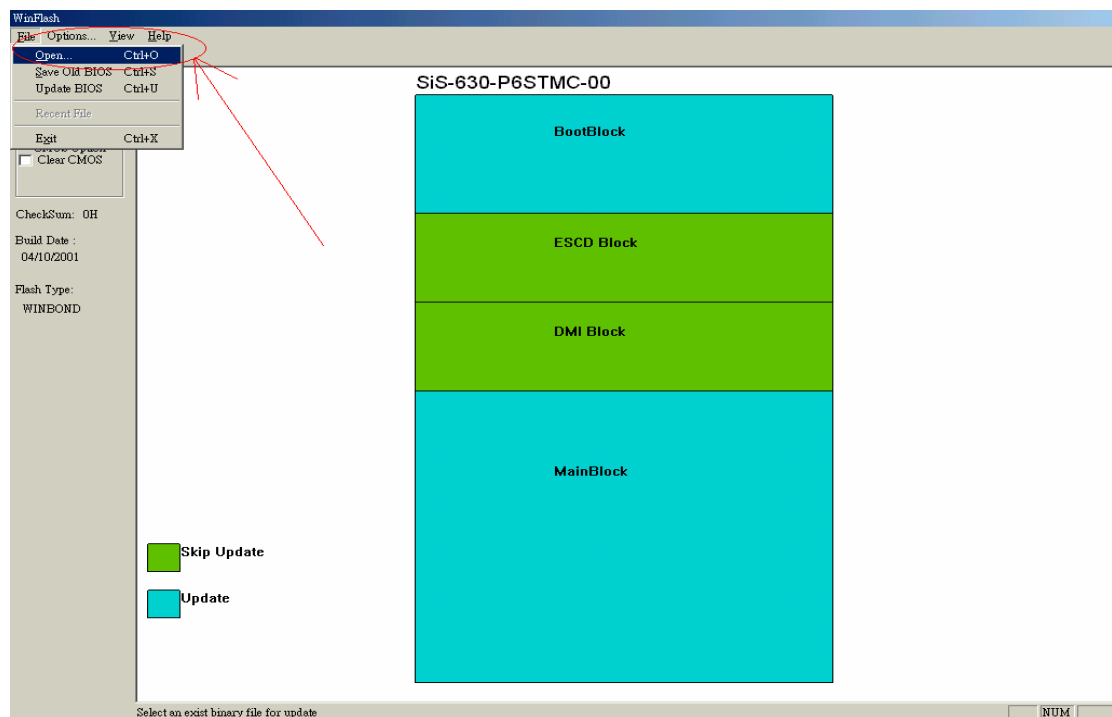 WinFlash
File Options... View Help
Open... Ctrl+O
Save Old BIOS Ctrl+S
Update BIOS Ctrl+U
Recent File
Exit Ctrl+X
CMOS Option
Clear CMOS
CheckSum: 0H
Build Date :
04/10/2001
Flash Type:
WINBOND
SiS-630-P6STMC-00
BootBlock
ESCD Block
DMI Block
MainBlock
Skip Update
Update
Select an exist binary file for update
NUM